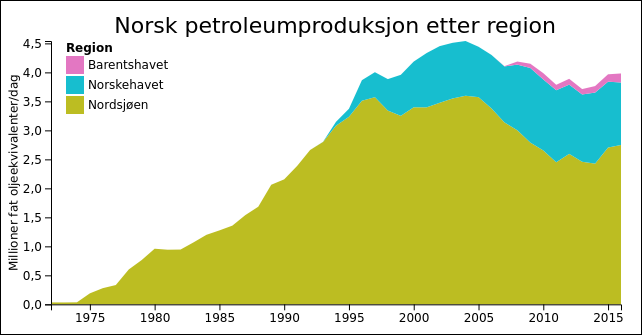 Norsk petroleumproduksjon etter region
Region
Barentshavet
Norskehavet
Nordsjøen
Millioner fat oljeekvivalenter/dag
4,5
4,0
3,5
3,0
2,5
2,0
1,5
1,0
0,5
0,0
1975 1980 1985 1990 1995 2000 2005 2010 2015